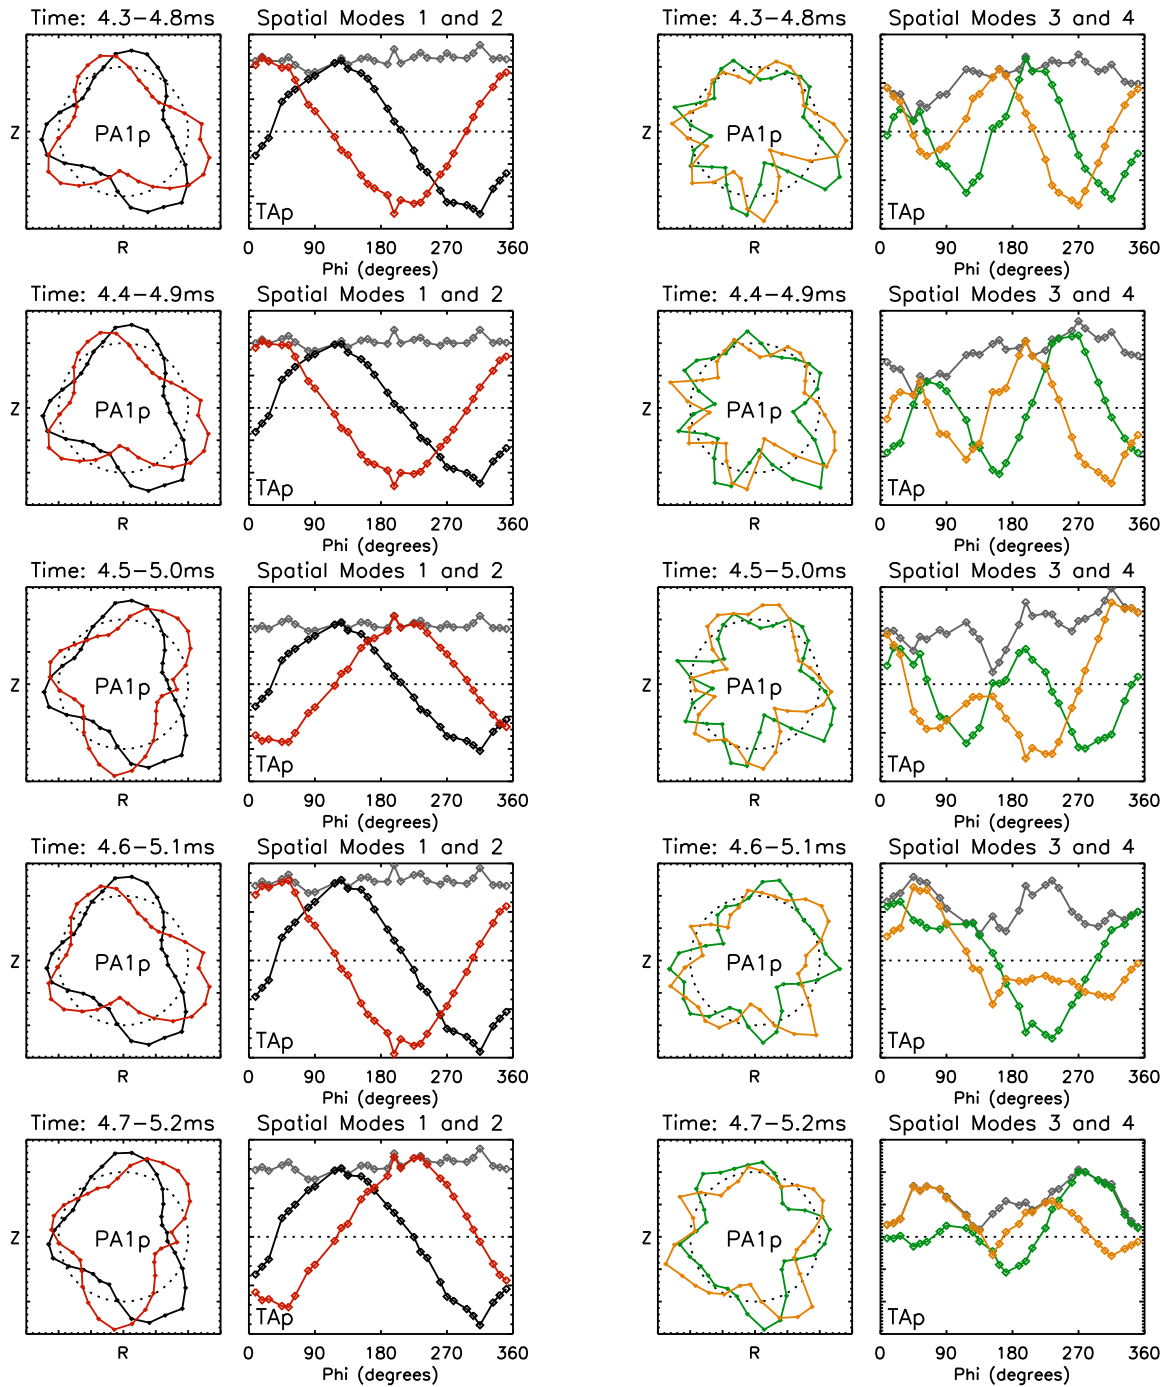 Time: 4.3-4.8ms Spatial Modes 1 and 2 Time: 4.3-4.8ms Spatial Modes 3 and 4
Z PA1p Z PA1p
TAp TAp
R 0 90 180 270 360 R 0 90 180 270 360
Phi (degrees) Phi (degrees)
Time: 4.4-4.9ms Spatial Modes 1 and 2 Time: 4.4-4.9ms Spatial Modes 3 and 4
Z PA1p Z PA1p
TAp TAp
R 0 90 180 270 360 R 0 90 180 270 360
Phi (degrees) Phi (degrees)
Time: 4.5-5.0ms Spatial Modes 1 and 2 Time: 4.5-5.0ms Spatial Modes 3 and 4
Z PA1p Z PA1p
TAp TAp
R 0 90 180 270 360 R 0 90 180 270 360
Phi (degrees) Phi (degrees)
Time: 4.6-5.1ms Spatial Modes 1 and 2 Time: 4.6-5.1ms Spatial Modes 3 and 4
Z PA1p Z PA1p
TAp TAp
R 0 90 180 270 360 R 0 90 180 270 360
Phi (degrees) Phi (degrees)
Time: 4.7-5.2ms Spatial Modes 1 and 2 Time: 4.7-5.2ms Spatial Modes 3 and 4
Z PA1p Z PA1p
TAp TAp
R 0 90 180 270 360 R 0 90 180 270 360
Phi (degrees) Phi (degrees)